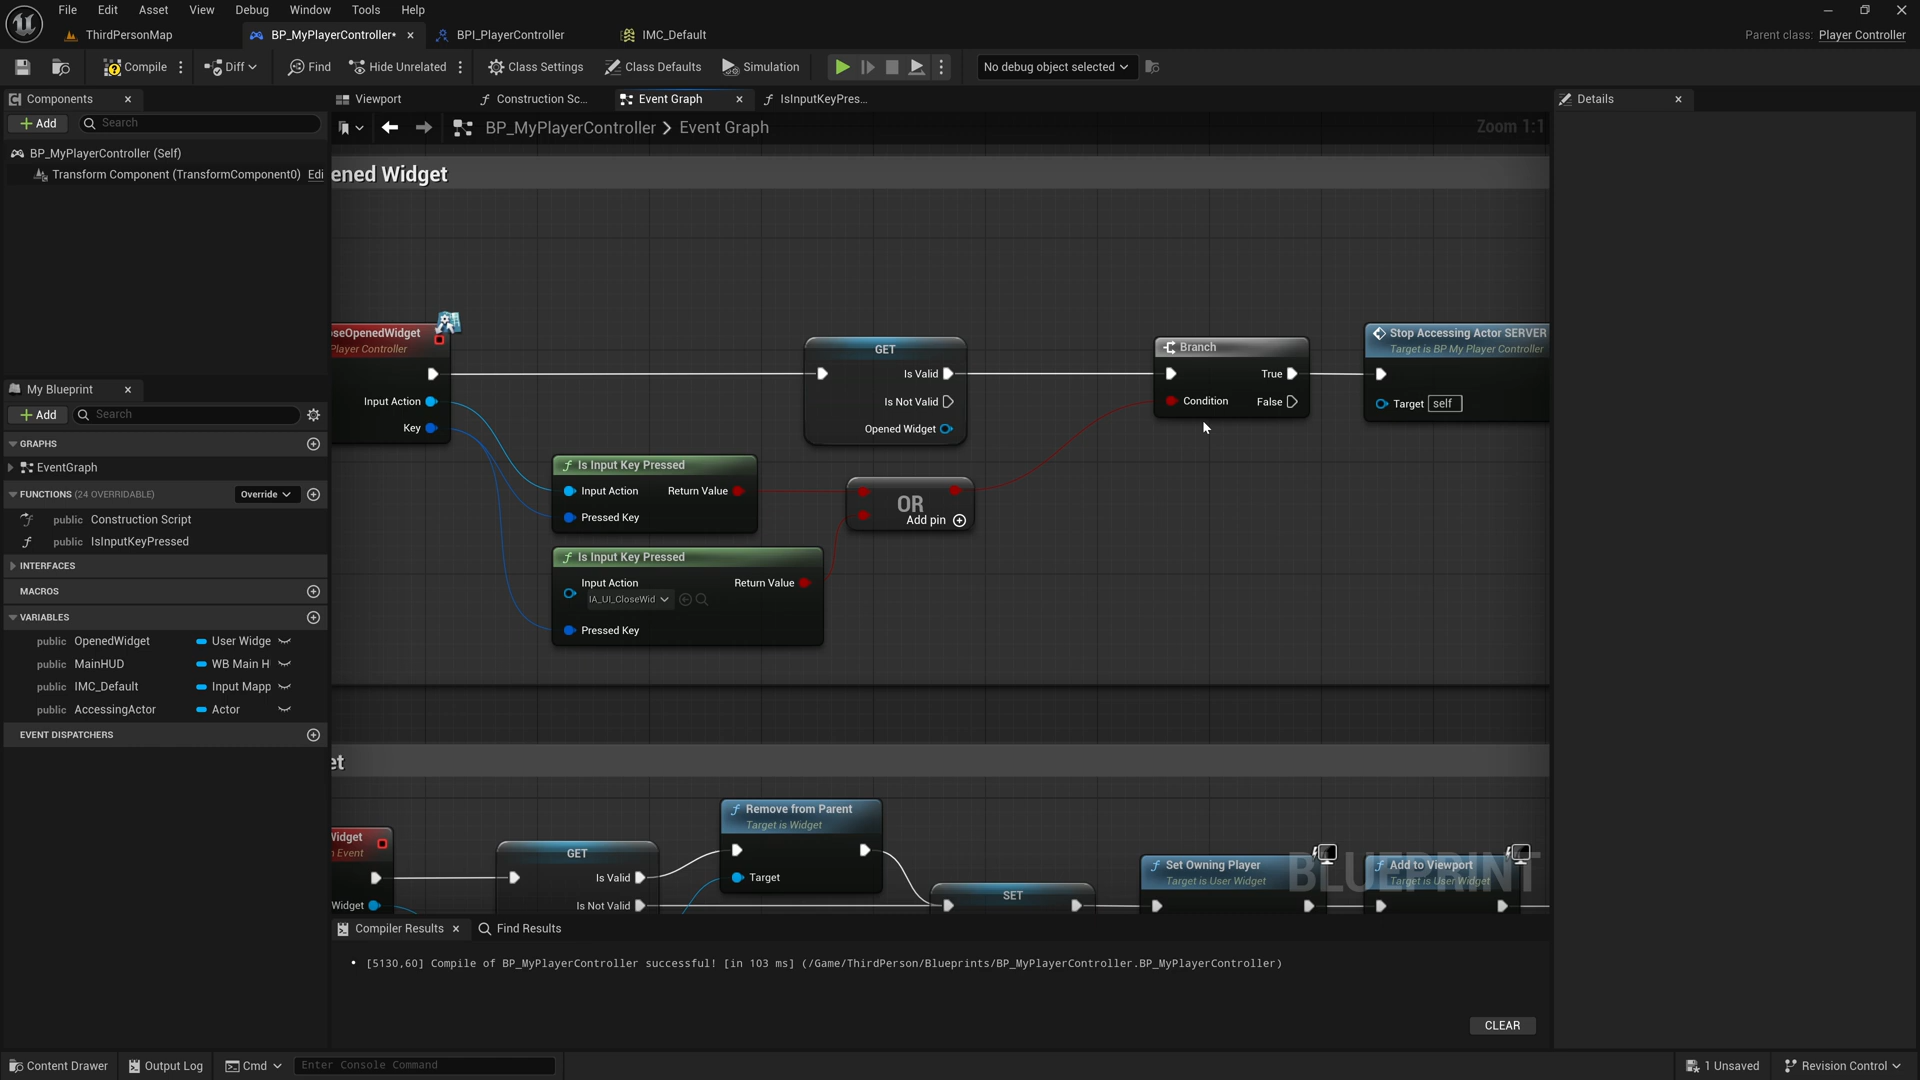 File Edit Asset View Debug Window Tools Help
ThirdPersonMap BP_MyPlayerController* BPI_PlayerController IMC_Default
Parent class: Player Controller
Compile Diff Find Hide Unrelated Class Settings Class Defaults Simulation No debug object selected
Components
Add Search
BP_MyPlayerController (Self)
Transform Component (TransformComponent0) Edi
My Blueprint
Add Search
GRAPHS
EventGraph
FUNCTIONS (24 OVERRIDABLE) Override
public Construction Script
public IsInputKeyPressed
INTERFACES
MACROS
VARIABLES
public OpenedWidget User Widge
public MainHUD WB Main H
public IMC_Default Input Mapp
public AccessingActor Actor
EVENT DISPATCHERS
Viewport Construction Sc... Event Graph IsInputKeyPres...
BP_MyPlayerController > Event Graph Zoom 1:1
ened Widget
oseOpenedWidget
Player Controller
Input Action
Key
GET
Is Valid
Is Not Valid
Opened Widget
Branch
True
Condition False
Stop Accessing Actor SERVER
Target is BP My Player Controller
Target self
Is Input Key Pressed
Input Action Return Value
Pressed Key
OR
Add pin
Is Input Key Pressed
Input Action Return Value
IA_UI_CloseWid
Pressed Key
et
Widget
n Event
Widget
GET
Is Valid
Is Not Valid
Remove from Parent
Target is Widget
Target
SET
Set Owning Player
Target is User Widget
Add to Viewport
Target is User Widget
BLUEPRINT
Compiler Results Find Results
• [5130,60] Compile of BP_MyPlayerController successful! [in 103 ms] (/Game/ThirdPerson/Blueprints/BP_MyPlayerController.BP_MyPlayerController)
CLEAR
Details
Content Drawer Output Log Cmd Enter Console Command 1 Unsaved Revision Control